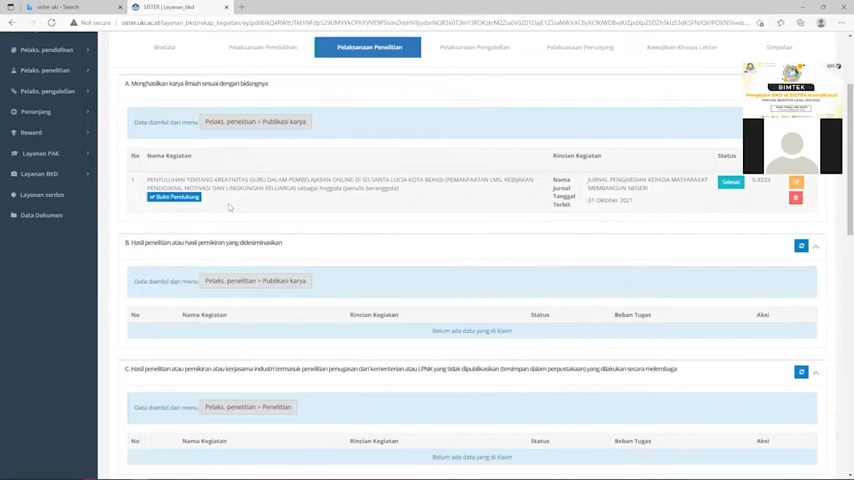 sister uki - Search
SISTER | layanan_bkd
Not secured
Pelaks. pendidikan
Pelaks. penelitian
Pelaks. pengabdian
Penunjang
Reward
Layanan PAK
Layanan BKD
Layanan serdos
Data Dokumen
Biodata
Pelaksanaan Pendidikan
Pelaksanaan Penelitian
Pelaksanaan Pengabdian
Pelaksanaan Penunjang
Kewajiban Khusus Lektor
Simpulan
A. Menghasilkan karya ilmiah sesuai dengan bidangnya
Data diambil dari menu Pelaks. penelitian > Publikasi karya
No Nama Kegiatan Rincian Kegiatan Status
1 PENYULUHAN TENTANG KREATIVITAS GURU DALAM PEMBELAJARAN ONLINE DI SD SANTA LUCIA KOTA BEKASI (PEMANFAATAN LMS, KEBIJAKAN
PENDIDIKAN, MOTIVASI DAN LINGKUNGAN KELUARGA) sebagai Anggota (penulis beranggota)
Bukti Pendukung
Nama Jurnal : JURNAL PENGABDIAN KEPADA MASYARAKAT MEMBANGUN NEGERI
Tanggal Terbit :31 Oktober 2021
Selesai
0.8333
BIMTEK
Pengisian BKD di SISTER Kemdikbud
B. Hasil penelitian atau hasil pemikiran yang didesiminasikan
Data diambil dari menu Pelaks. penelitian > Publikasi karya
No Nama Kegiatan Rincian Kegiatan Status Beban Tugas Aksi
Belum ada data yang di klaim
C. Hasil penelitian atau pemikiran atau kerjasama industri termasuk penelitian penugasan dari kementerian atau LPNK yang tidak dipublikasikan (tersimpan dalam perpustakaan) yang dilakukan secara melembaga
Data diambil dari menu Pelaks. penelitian > Penelitian
No Nama Kegiatan Rincian Kegiatan Status Beban Tugas Aksi
Belum ada data yang di klaim